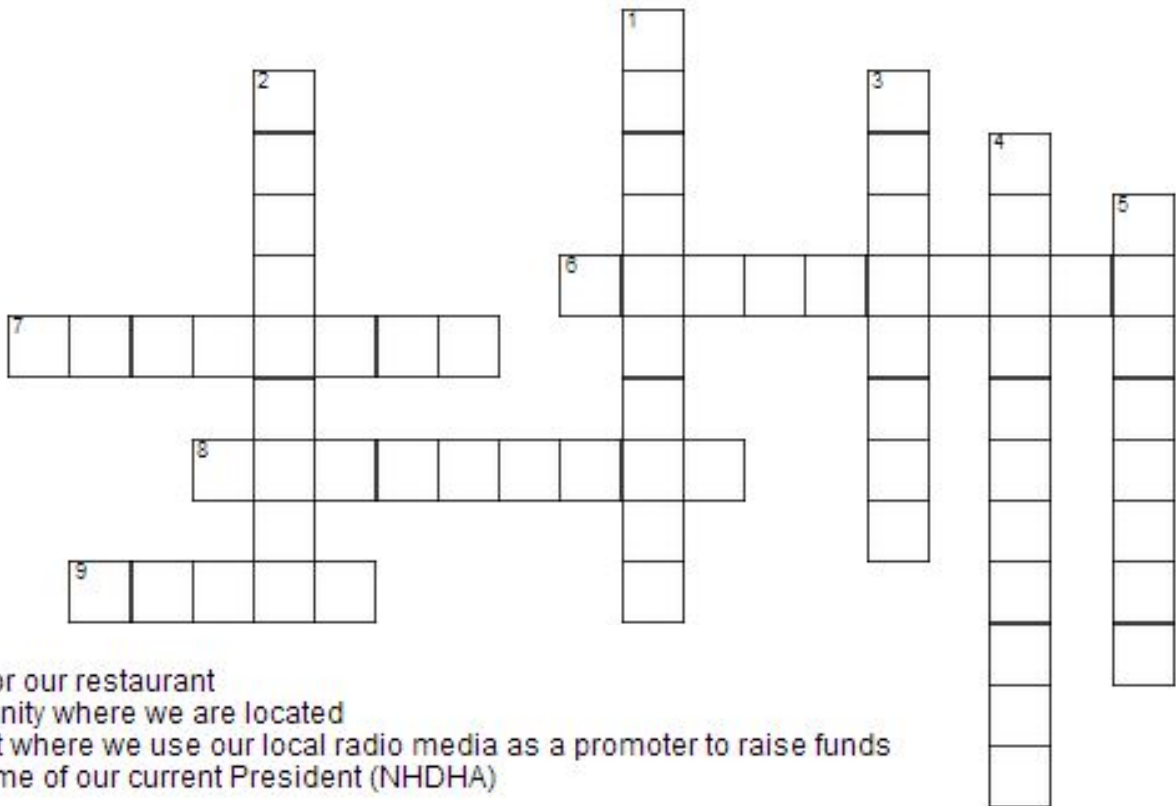 1
2
3
4
5
6
7
8
9
or our restaurant
nity where we are located
t where we use our local radio media as a promoter to raise funds
me of our current President (NHDHA)